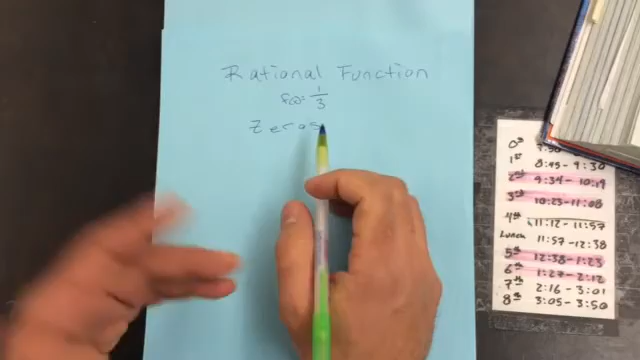 Rational Function
f(x)= 1/3
Zeros
1st 8:45 - 9:30
2nd 9:34 - 10:19
3rd 10:23 - 11:08
4th 11:12 - 11:57
Lunch 11:57 - 12:38
5th 12:38 - 1:23
6th 1:27 - 2:12
7th 2:16 - 3:01
8th 3:05 - 3:50